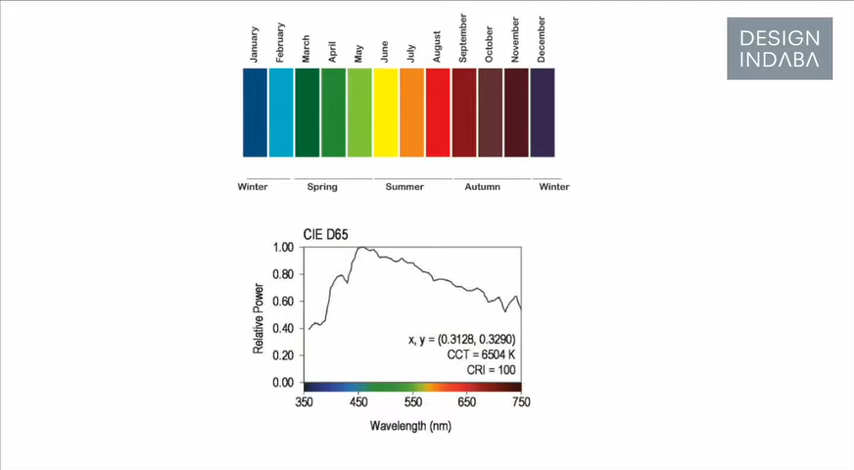 DESIGN
INDABA
January
February
March
April
May
June
July
August
September
October
November
December
Winter
Spring
Summer
Autumn
Winter
CIE D65
1.00
0.80
0.60
0.40
0.20
0.00
Relative Power
x, y = (0.3128, 0.3290)
CCT = 6504 K
CRI = 100
350 450 550 650 750
Wavelength (nm)